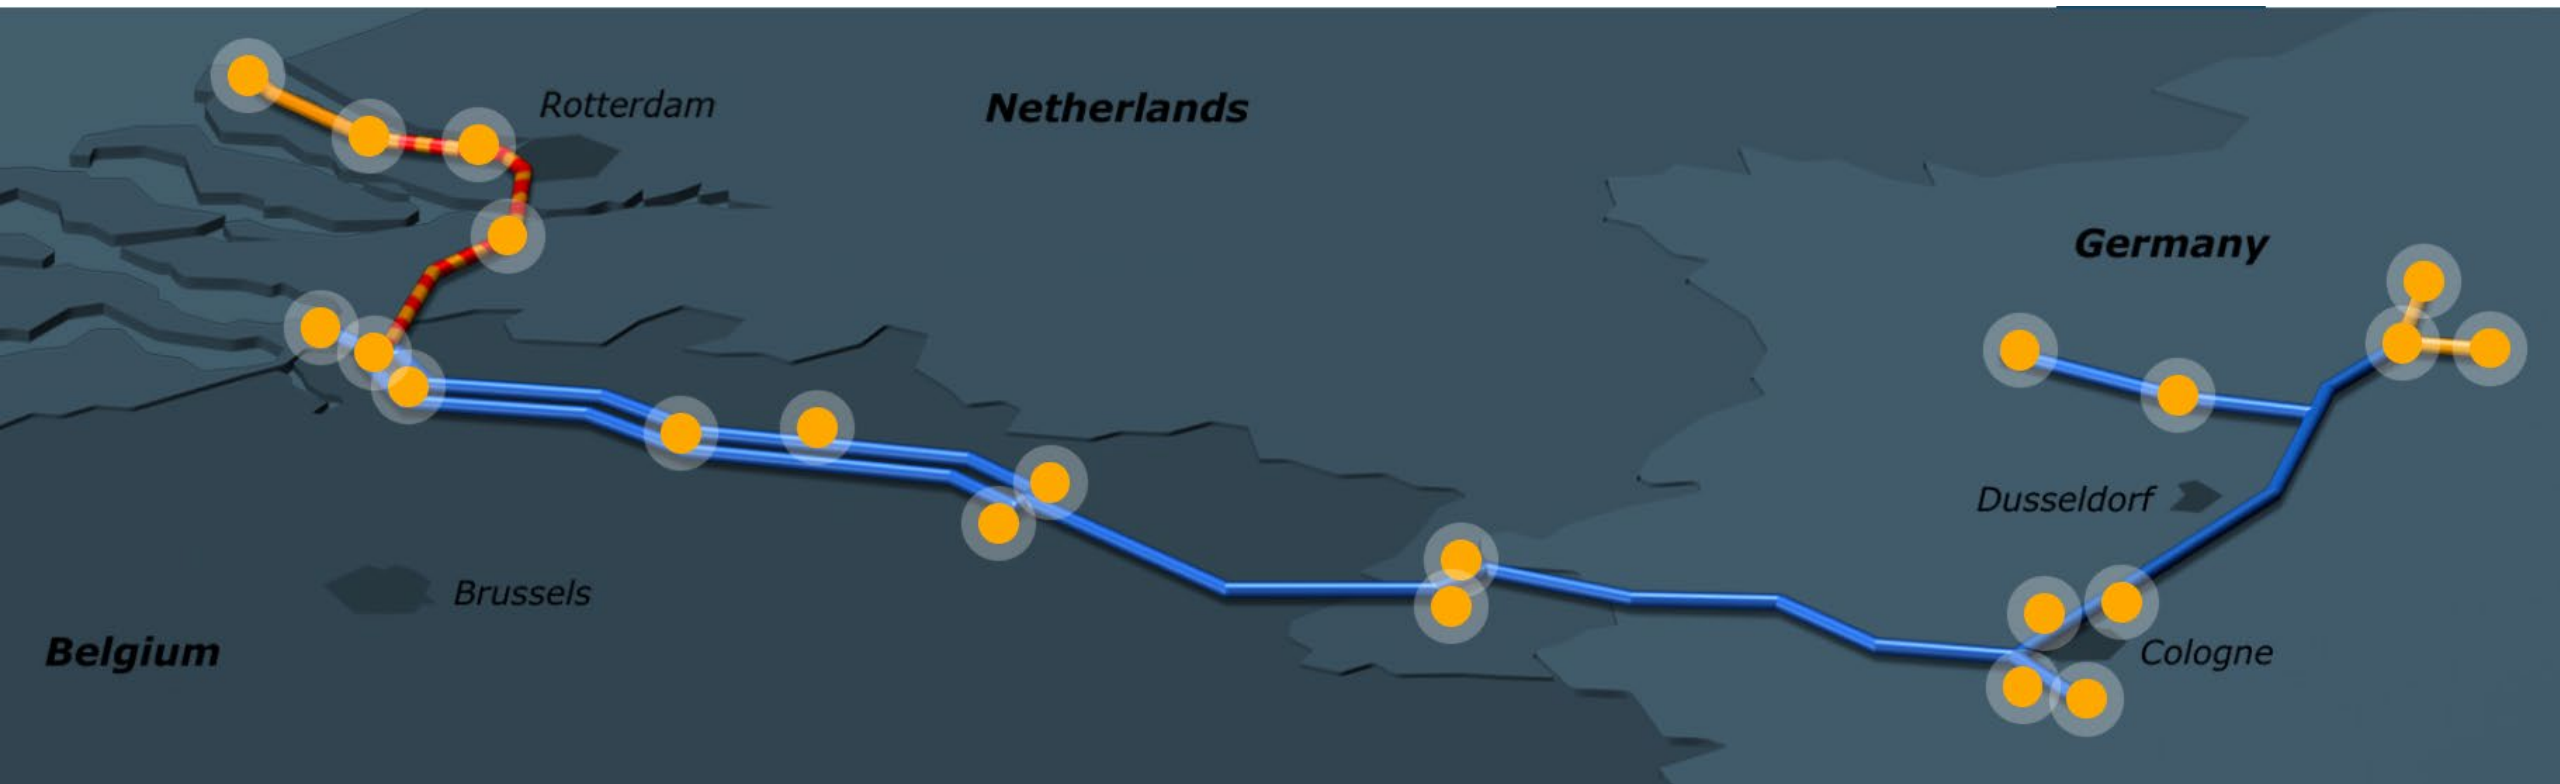 Rotterdam
Netherlands
Germany
Dusseldorf
Brussels
Belgium
Cologne